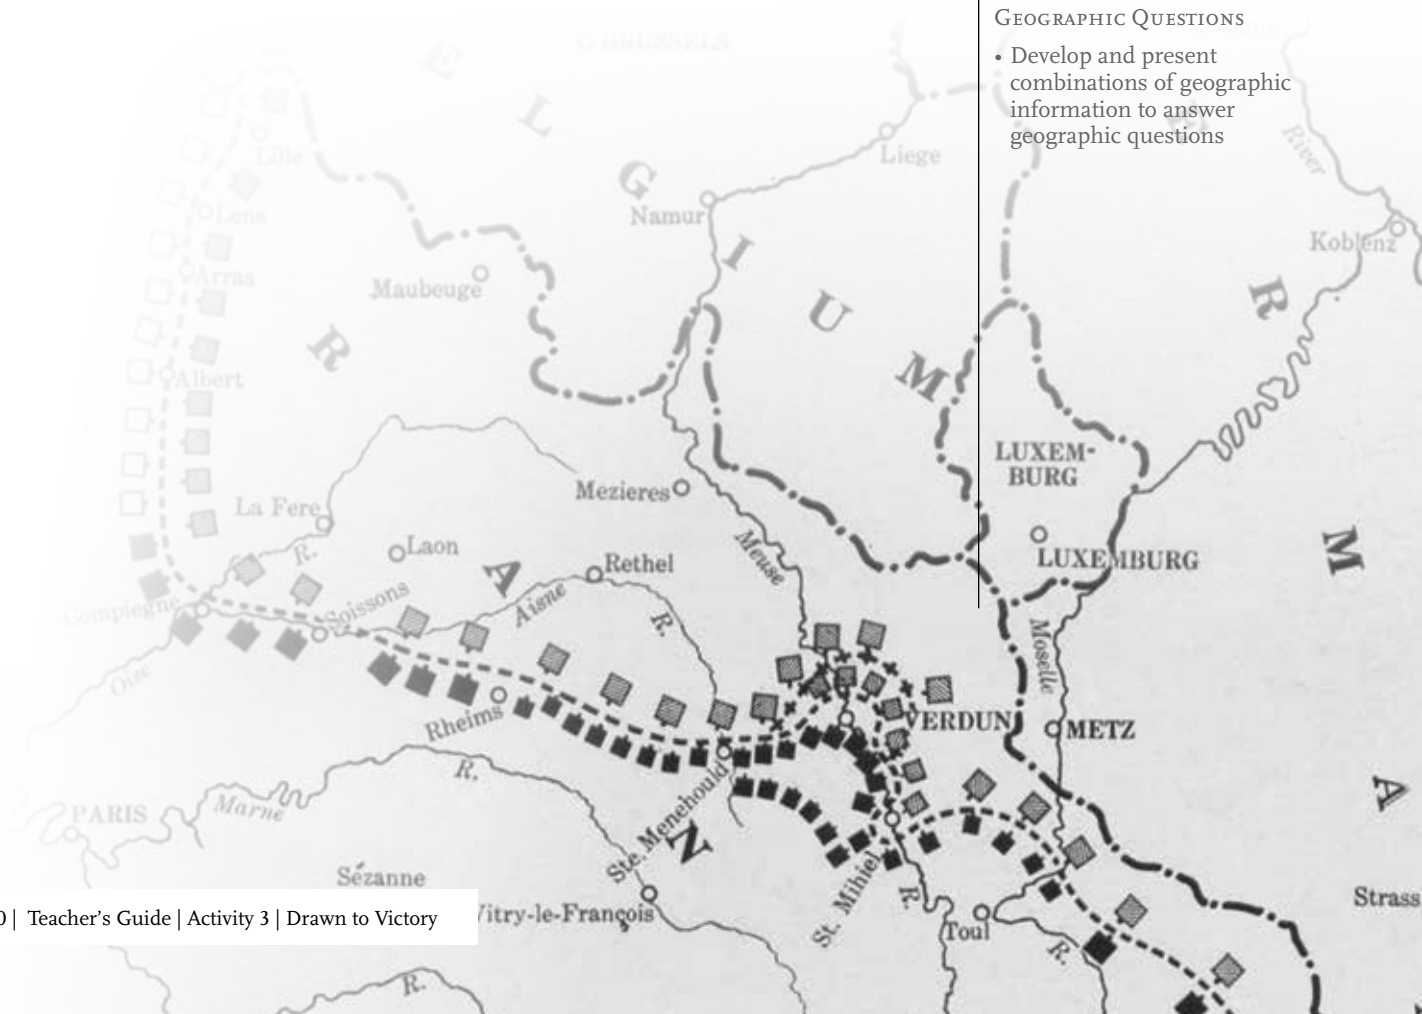 GEOGRAPHIC QUESTIONS
• Develop and present
combinations of geographic
information to answer
geographic questions
BRUSSELS
E
L
G
I
U
M
Lille
Liege
River
Lens
Namur
Koblenz
Arras
Maubeuge
R
R
Albert
LUXEM-
BURG
Mezieres
La Fere
R.
Laon
Meuse
LUXEMBURG
M
Rethel
A
Aisne
Soissons
Compiegne
R.
Moselle
Oise
Rheims
VERDUN
METZ
R.
Marne
PARIS
Ste. Menehould
N
A
Sézanne
St. Mihiel
R.
Strass
0 | Teacher's Guide | Activity 3 | Drawn to Victory
Vitry-le-François
Toul
R.
R.